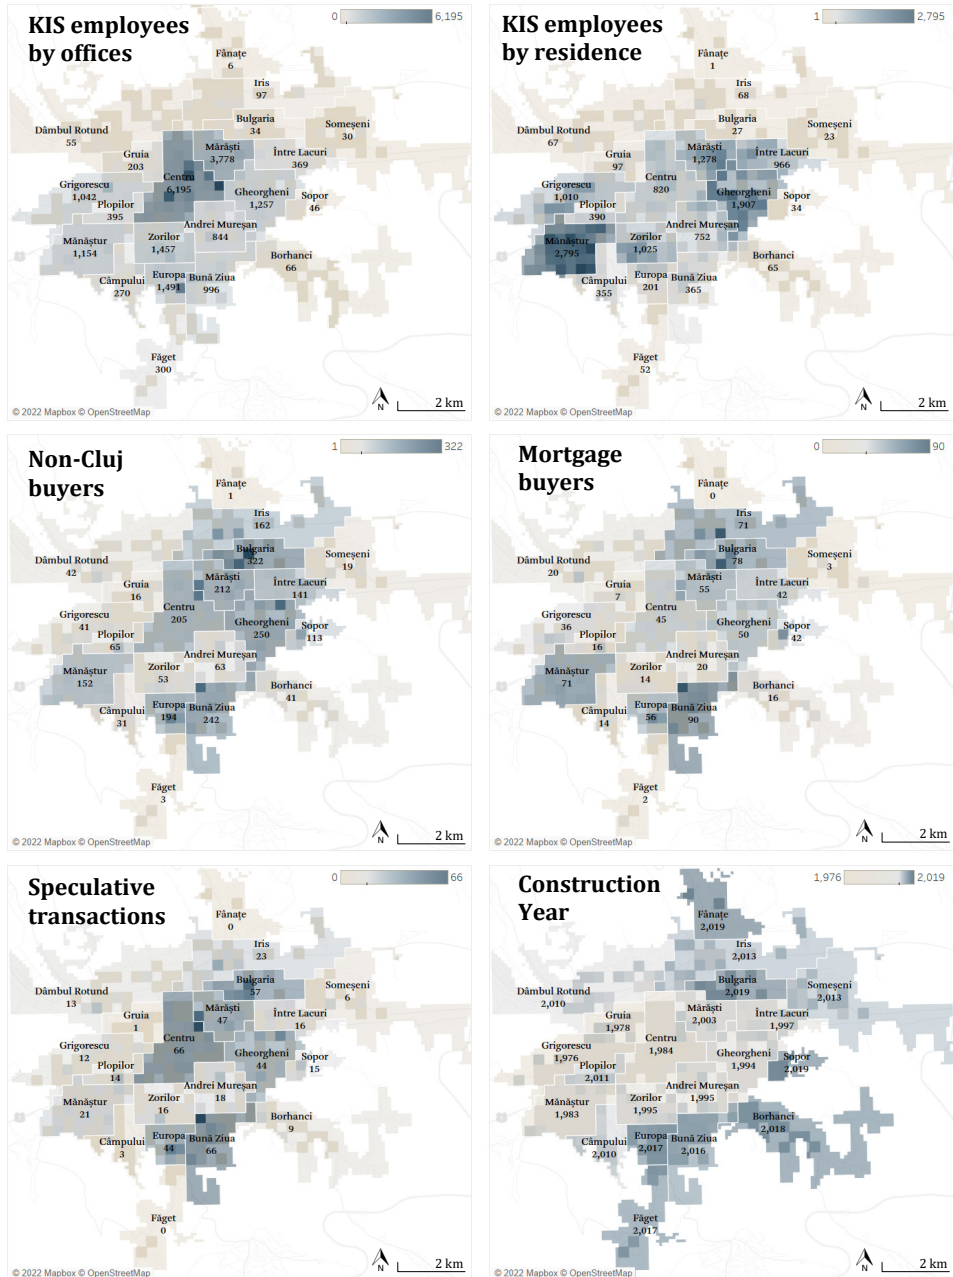 KIS employees
by offices
0
6,195
Fânațe
6
Iris
97
Bulgaria
34
Someșeni
30
Dâmbul Rotund
55
Mărăști
3,778
Gruia
203
Între Lacuri
369
Centru
6,195
Grigorescu
1,042
Gheorgheni
1,257
Sopor
46
Plopilor
395
Andrei Mureșan
844
Zorilor
1,457
Mănăștur
1,154
Borhanci
66
Europa
1,491
Bună Ziua
996
Câmpului
270
Făget
300
N
2 km
© 2022 Mapbox © OpenStreetMap
KIS employees
by residence
1
2,795
Fânațe
1
Iris
68
Bulgaria
27
Someșeni
23
Dâmbul Rotund
67
Mărăști
1,278
Gruia
97
Între Lacuri
966
Centru
820
Grigorescu
1,010
Gheorgheni
1,907
Sopor
34
Plopilor
390
Andrei Mureșan
752
Zorilor
1,025
Mănăștur
2,795
Borhanci
65
Europa
201
Bună Ziua
365
Câmpului
355
Făget
52
N
2 km
© 2022 Mapbox © OpenStreetMap
Non-Cluj
buyers
1
322
Fânațe
1
Iris
162
Bulgaria
322
Someșeni
19
Dâmbul Rotund
42
Mărăști
212
Gruia
16
Între Lacuri
141
Centru
205
Grigorescu
41
Gheorgheni
250
Sopor
113
Plopilor
65
Andrei Mureșan
63
Zorilor
53
Mănăștur
152
Borhanci
41
Europa
194
Bună Ziua
242
Câmpului
31
Făget
3
N
2 km
© 2022 Mapbox © OpenStreetMap
Mortgage
buyers
0
90
Fânațe
0
Iris
71
Bulgaria
78
Someșeni
3
Dâmbul Rotund
20
Mărăști
55
Gruia
7
Între Lacuri
42
Centru
45
Grigorescu
36
Gheorgheni
50
Sopor
42
Plopilor
16
Andrei Mureșan
20
Zorilor
14
Mănăștur
71
Borhanci
16
Europa
56
Bună Ziua
90
Câmpului
14
Făget
2
N
2 km
© 2022 Mapbox © OpenStreetMap
Speculative
transactions
0
66
Fânațe
0
Iris
23
Bulgaria
57
Someșeni
6
Dâmbul Rotund
13
Mărăști
47
Gruia
1
Între Lacuri
16
Centru
66
Grigorescu
12
Gheorgheni
44
Sopor
15
Plopilor
14
Andrei Mureșan
18
Zorilor
16
Mănăștur
21
Borhanci
9
Europa
44
Bună Ziua
66
Câmpului
3
Făget
0
N
2 km
© 2022 Mapbox © OpenStreetMap
Construction
Year
1,976
2,019
Fânațe
2,019
Iris
2,013
Bulgaria
2,019
Someșeni
2,013
Dâmbul Rotund
2,010
Mărăști
2,003
Gruia
1,978
Între Lacuri
1,997
Centru
1,984
Grigorescu
1,976
Gheorgheni
1,994
Sopor
2,019
Plopilor
2,011
Andrei Mureșan
1,995
Zorilor
1,995
Mănăștur
1,983
Borhanci
2,018
Europa
2,017
Bună Ziua
2,016
Câmpului
2,010
Făget
2,017
N
2 km
© 2022 Mapbox © OpenStreetMap